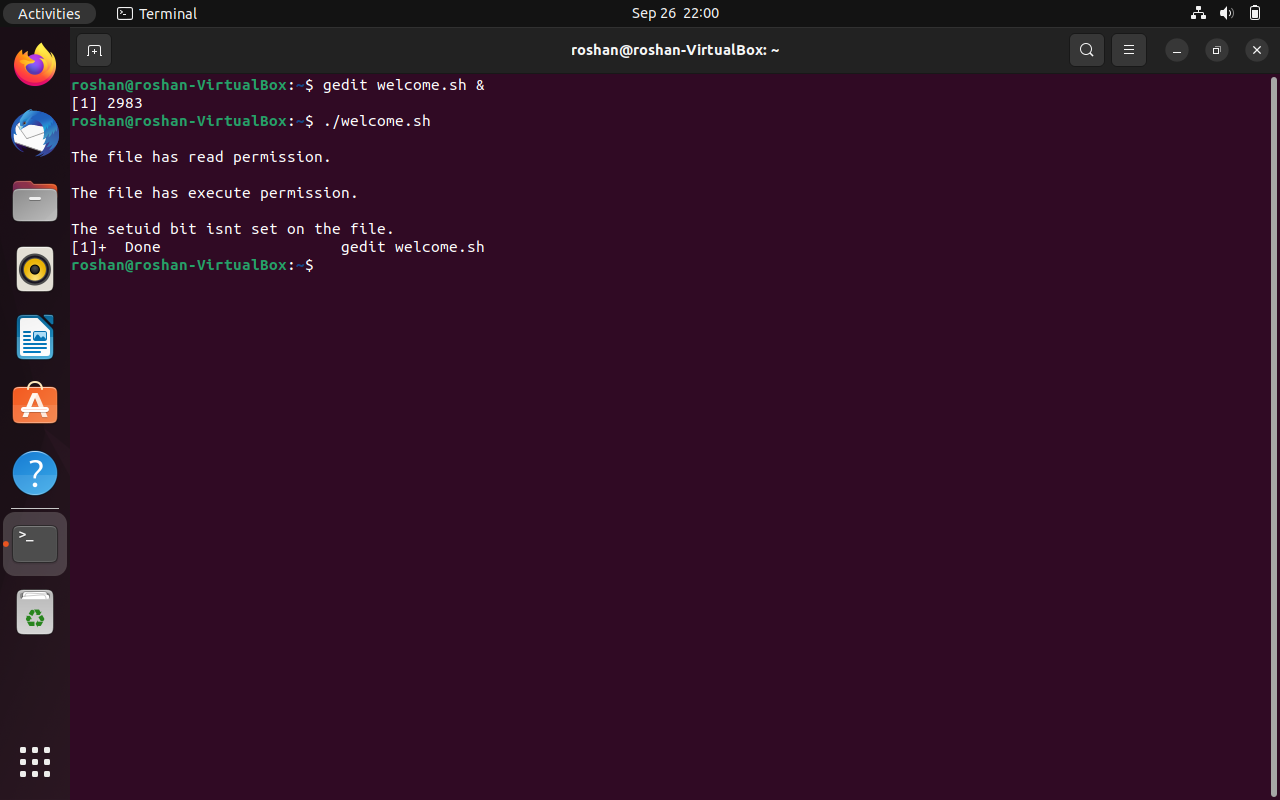 Activities
Terminal
Sep 26 22:00
roshan@roshan-VirtualBox: ~
roshan@roshan-VirtualBox:~$ gedit welcome.sh &
[1] 2983
roshan@roshan-VirtualBox:~$ ./welcome.sh
The file has read permission.
The file has execute permission.
The setuid bit isnt set on the file.
[1]+  Done                    gedit welcome.sh
roshan@roshan-VirtualBox:~$